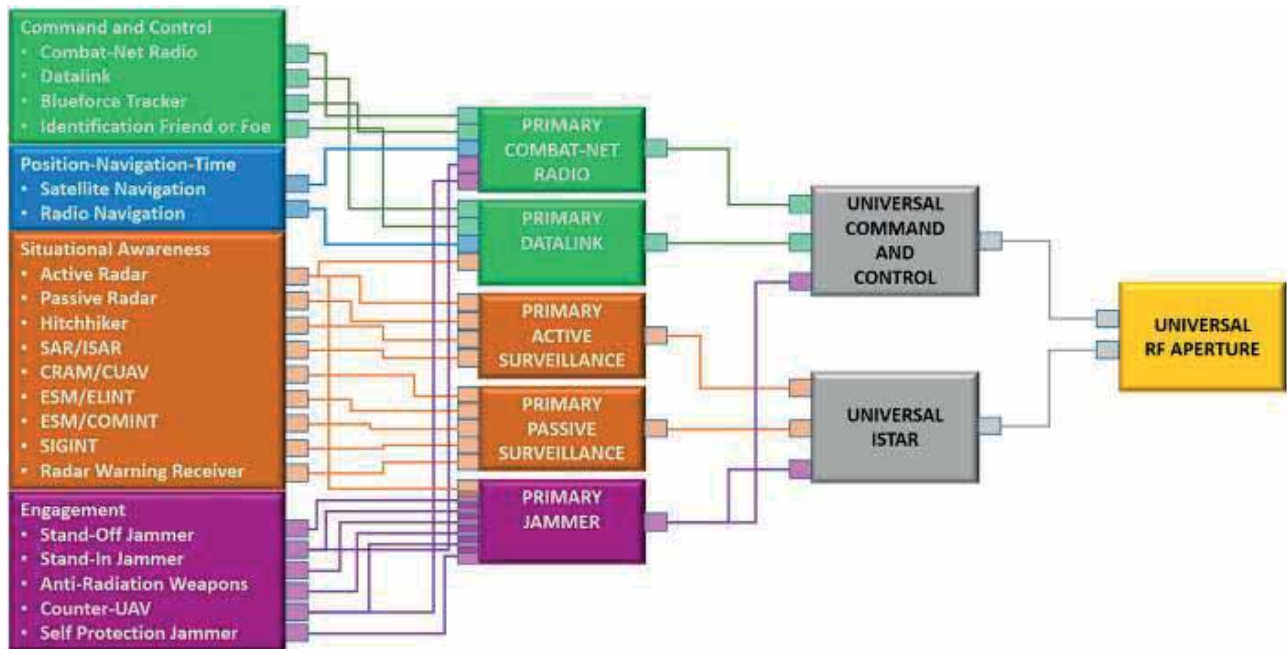 Command and Control
• Combat-Net Radio
• Datalink
• Blueforce Tracker
• Identification Friend or Foe
Position-Navigation-Time
• Satellite Navigation
• Radio Navigation
Situational Awareness
• Active Radar
• Passive Radar
• Hitchhiker
• SAR/ISAR
• CRAM/CUAV
• ESM/ELINT
• ESM/COMINT
• SIGINT
• Radar Warning Receiver
Engagement
• Stand-Off Jammer
• Stand-In Jammer
• Anti-Radiation Weapons
• Counter-UAV
• Self Protection Jammer
PRIMARY
COMBAT-NET
RADIO
PRIMARY
DATALINK
PRIMARY
ACTIVE
SURVEILLANCE
PRIMARY
PASSIVE
SURVEILLANCE
PRIMARY
JAMMER
UNIVERSAL
COMMAND
AND
CONTROL
UNIVERSAL
ISTAR
UNIVERSAL
RF APERTURE